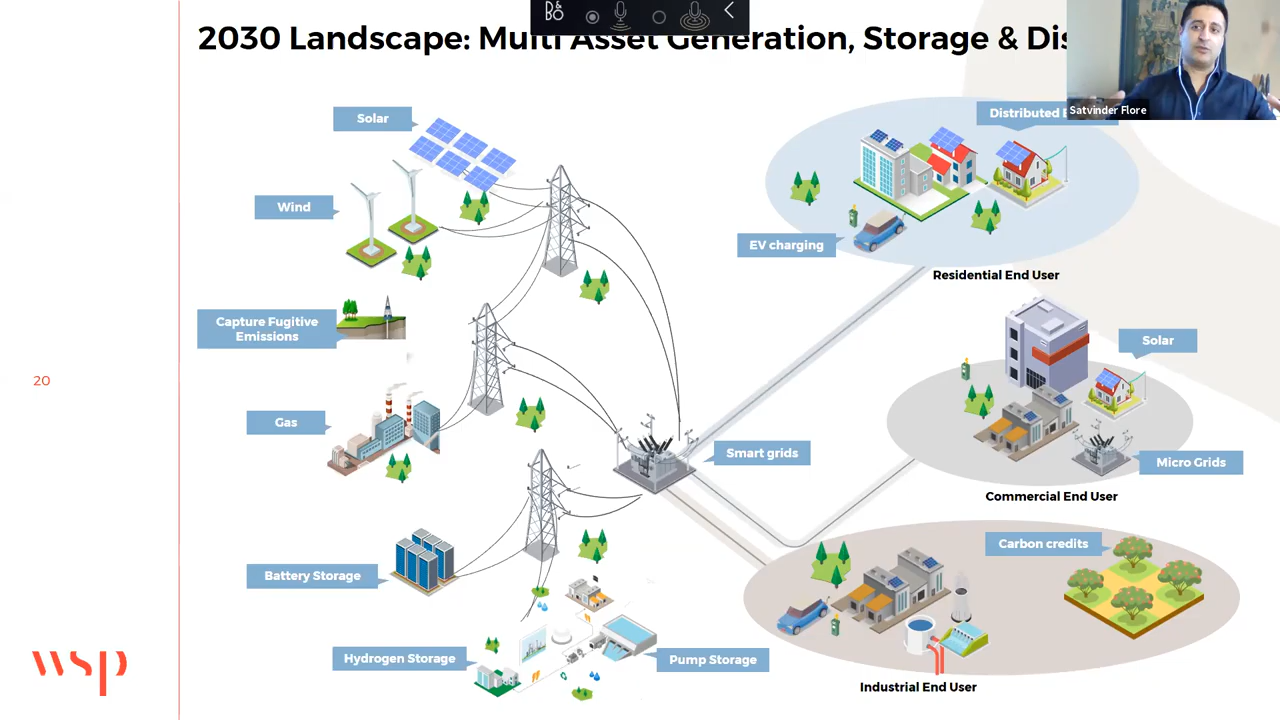 B&O
2030 Landscape: Multi Asset Generation, Storage & Dis
Satvinder Flore
Solar
Distributed
Wind
EV charging
Residential End User
Capture Fugitive
Emissions
Solar
20
Gas
Smart grids
Micro Grids
Commercial End User
Carbon credits
Battery Storage
Hydrogen Storage
Pump Storage
Industrial End User
wsp